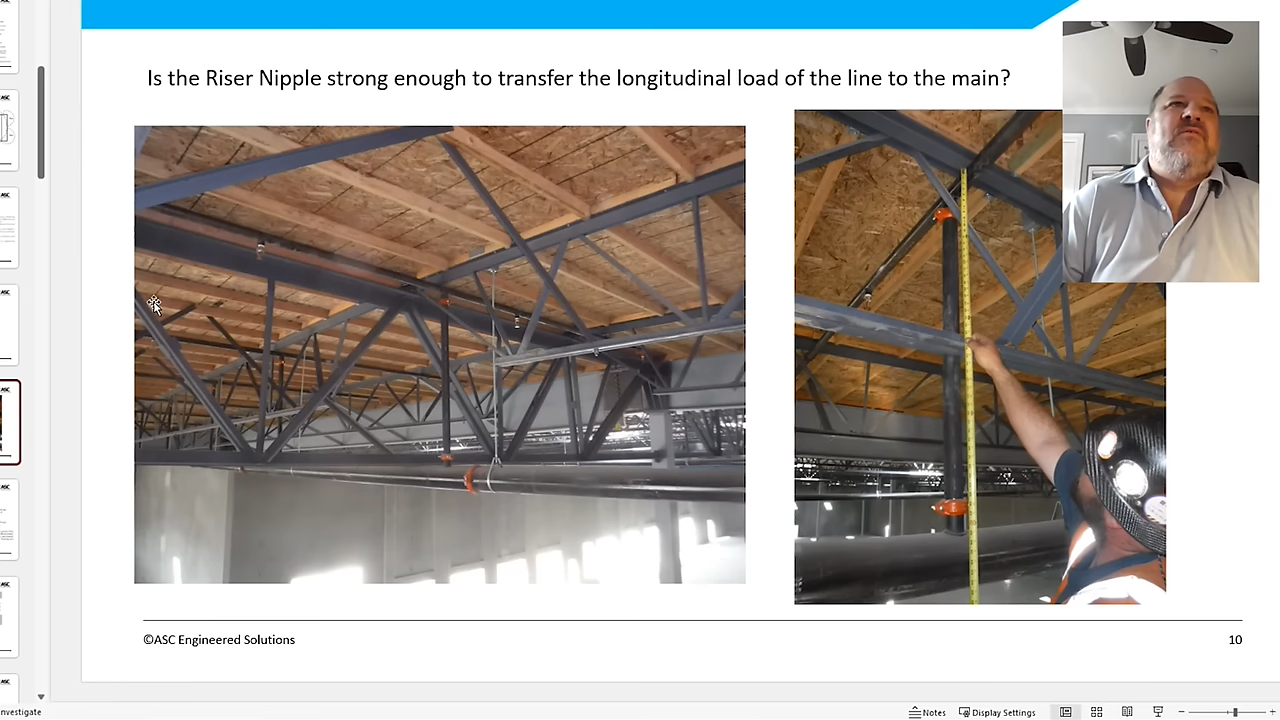 Is the Riser Nipple strong enough to transfer the longitudinal load of the line to the main?
©ASC Engineered Solutions
10
nvestigate
Notes
Display Settings